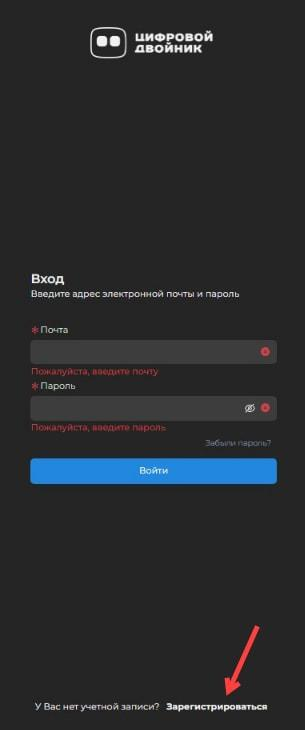 ЦИФРОВОЙ
ДВОЙНИК
Вход
Введите адрес электронной почты и пароль
* Почта
Пожалуйста, введите почту
* Пароль
Пожалуйста, введите пароль
Забыли пароль?
Войти
У Вас нет учетной записи? Зарегистрироваться